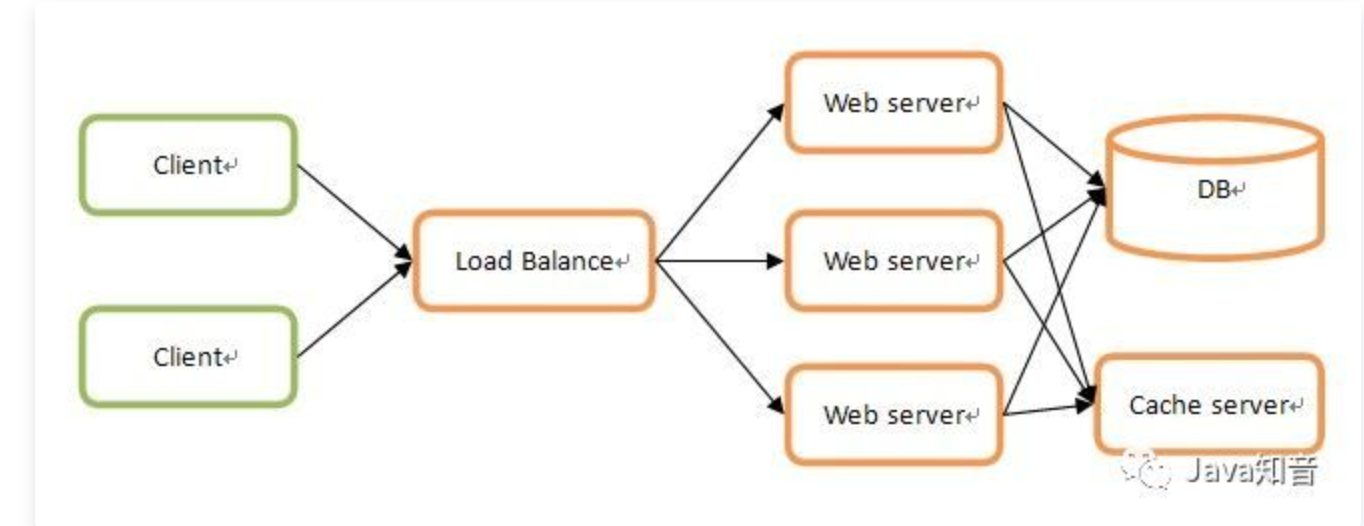 Client↵
Client↵
Load Balance↵
Web server↵
Web server↵
Web server↵
DB↵
Cache server↵
Java知音